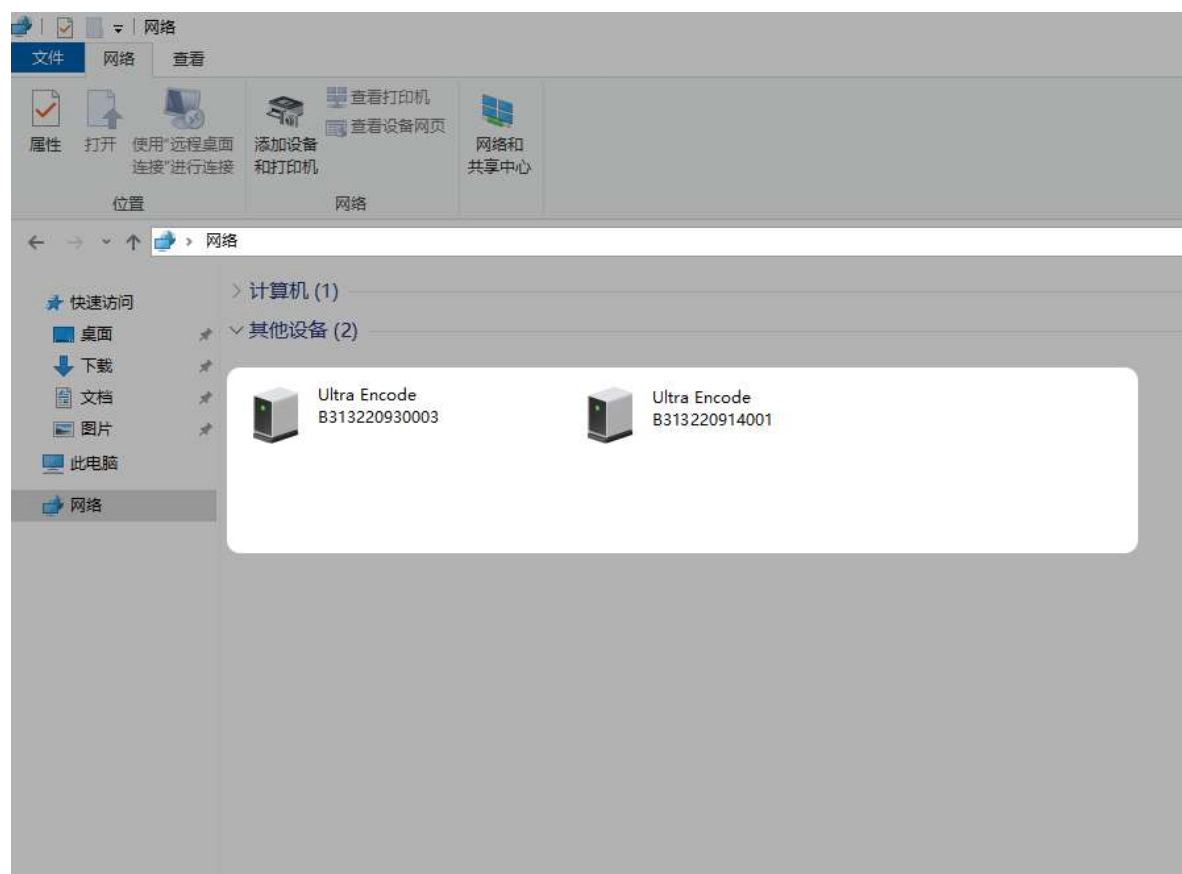 网络
文件 网络 查看
属性 打开 使用"远程桌面连接"进行连接 添加设备和打印机 查看打印机 网络和共享中心
查看设备网页
位置 网络
网络
快速访问
桌面
下载
文档
图片
此电脑
网络
计算机 (1)
其他设备 (2)
Ultra Encode
B313220930003
Ultra Encode
B313220914001